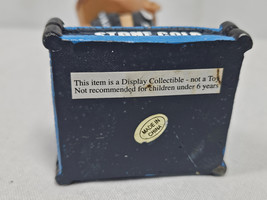 STONE COLD
This item is a Display Collectible - not a Toy
Not recommended for children under 6 years
MADE IN
CHINA